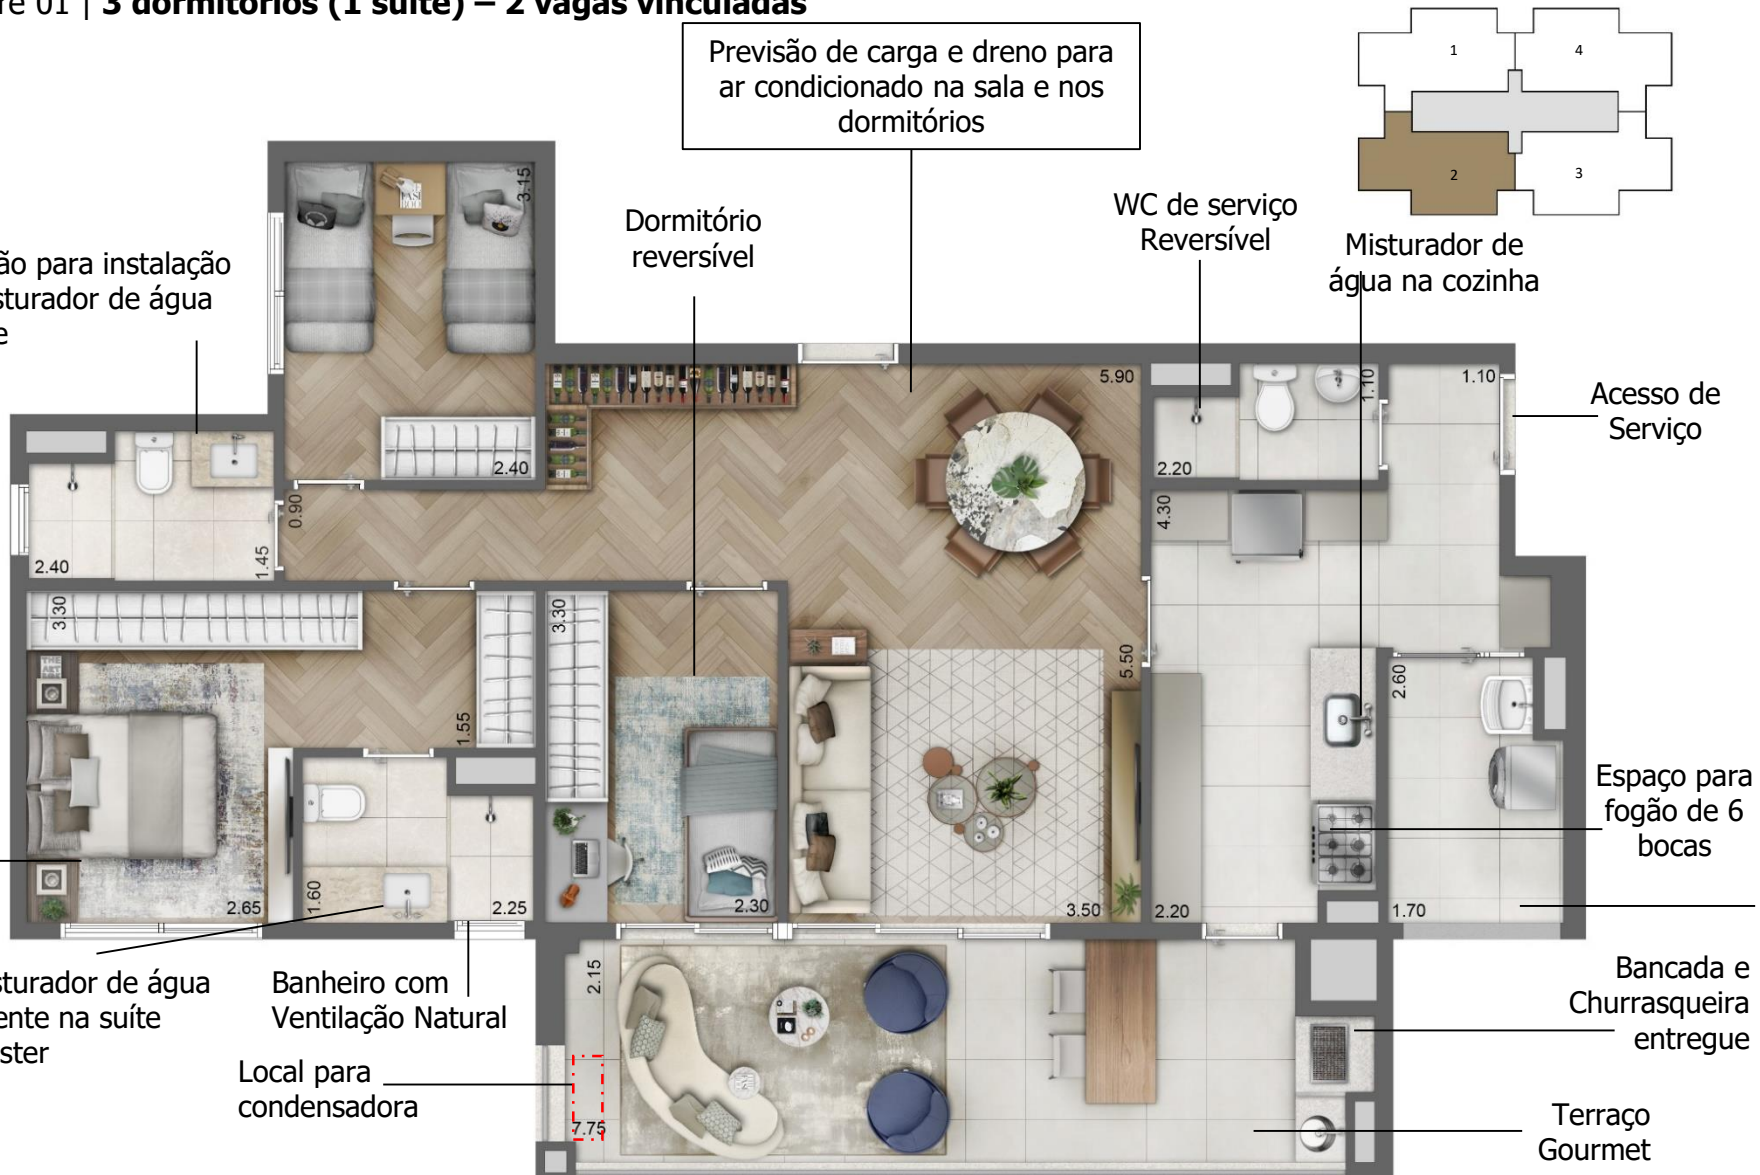 re 01 | 3 dormitórios (1 suíte) – 2 vagas vinculadas
Previsão de carga e dreno para
ar condicionado na sala e nos
dormitórios
1
4
2
3
Dormitório
reversível
WC de serviço
Reversível
Misturador de
água na cozinha
ão para instalação
sturador de água
e
Acesso de
Serviço
3.15
2.40
5.90
1.10
1.10
2.20
4.30
0.90
1.45
2.40
3.30
3.30
5.50
2.60
1.55
1.60
2.65
2.25
2.30
3.50
2.20
1.70
Espaço para
fogão de 6
bocas
sturador de água
ente na suíte
ster
Banheiro com
Ventilação Natural
Local para
condensadora
2.15
7.75
Bancada e
Churrasqueira
entregue
Terraço
Gourmet